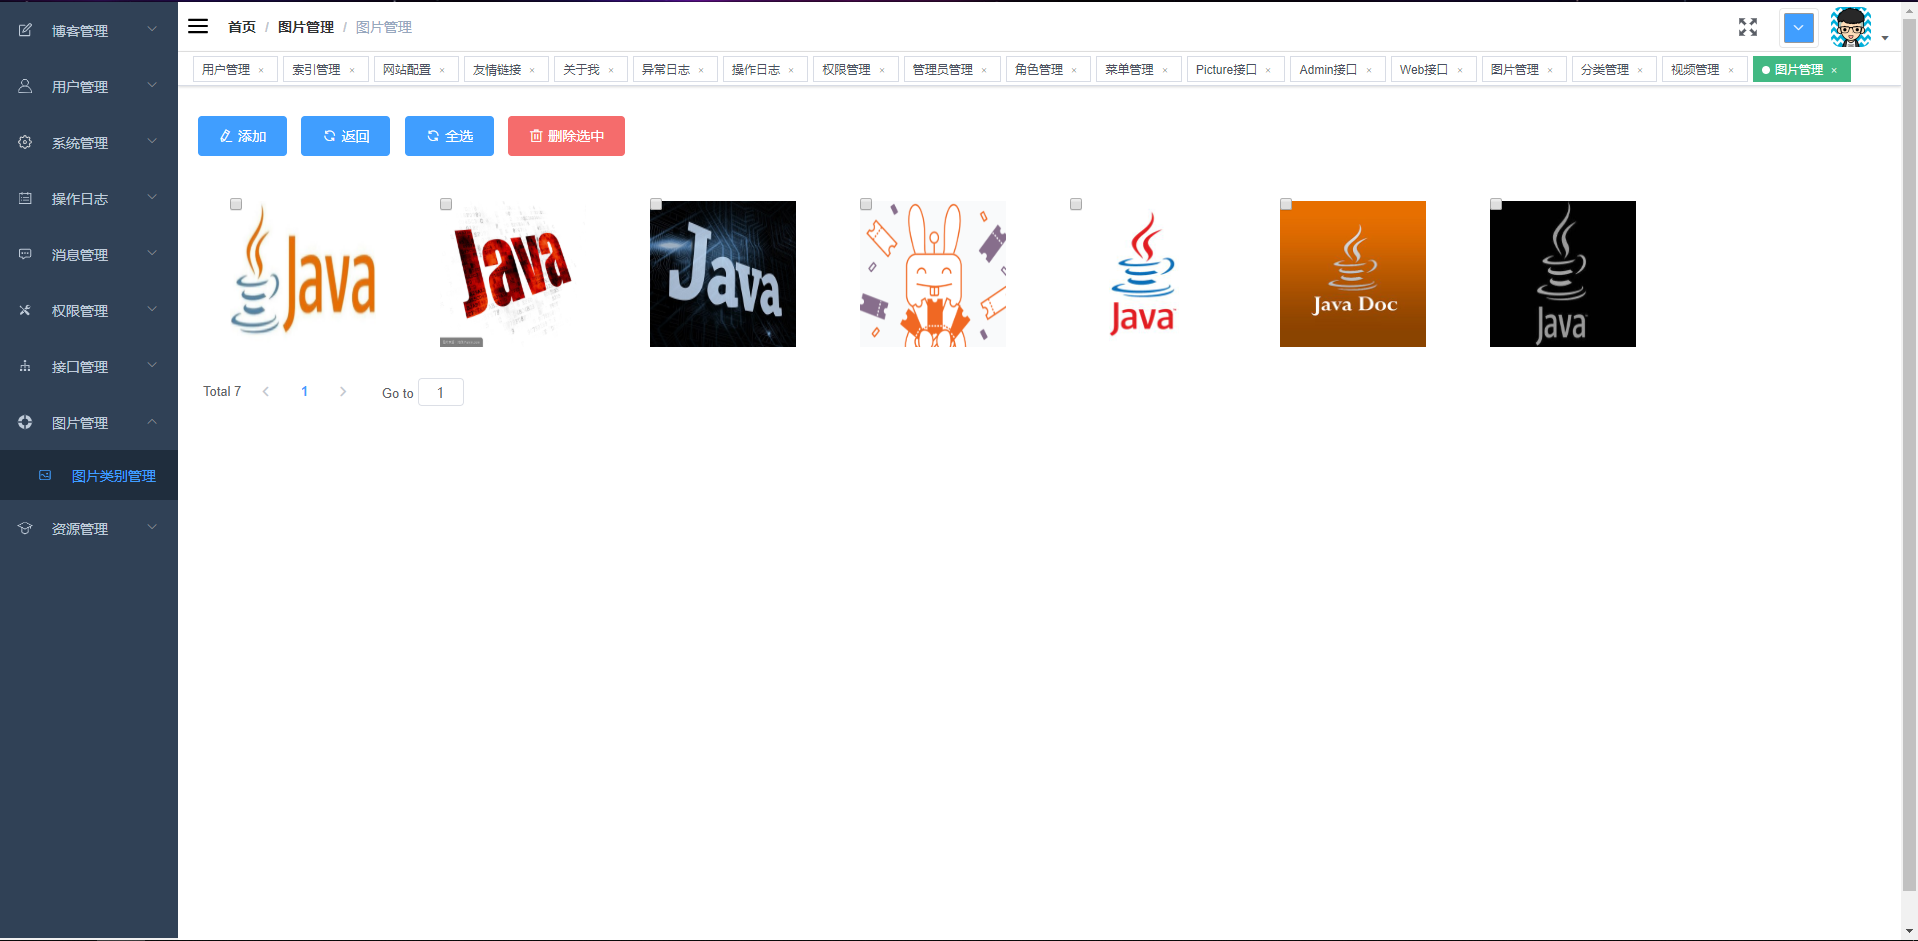 博客管理
用户管理
系统管理
操作日志
消息管理
权限管理
接口管理
图片管理
图片类别管理
资源管理
首页 / 图片管理 / 图片管理
用户管理 × 索引管理 × 网站配置 × 友情链接 × 关于我 × 异常日志 × 操作日志 × 权限管理 × 管理员管理 × 角色管理 × 菜单管理 × Picture接口 × Admin接口 × Web接口 × 图片管理 × 分类管理 × 视频管理 × 图片管理 ×
添加 返回 全选 删除选中
Java
Java
Java
Java
Java Doc
Java
Total 7 1 Go to 1